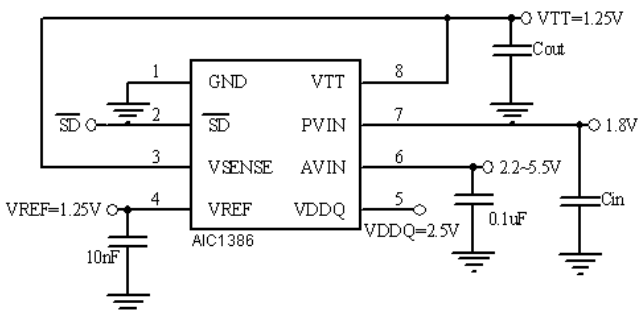 VTT=1.25V
Cout
1 GND VTT 8
SD 2 SD PVIN 7 1.8V
3 VSENSE AVIN 6 2.2~5.5V
VREF=1.25V 4 VREF VDDQ 5
Cin
0.1uF
VDDQ=2.5V
AIC1386
10nF